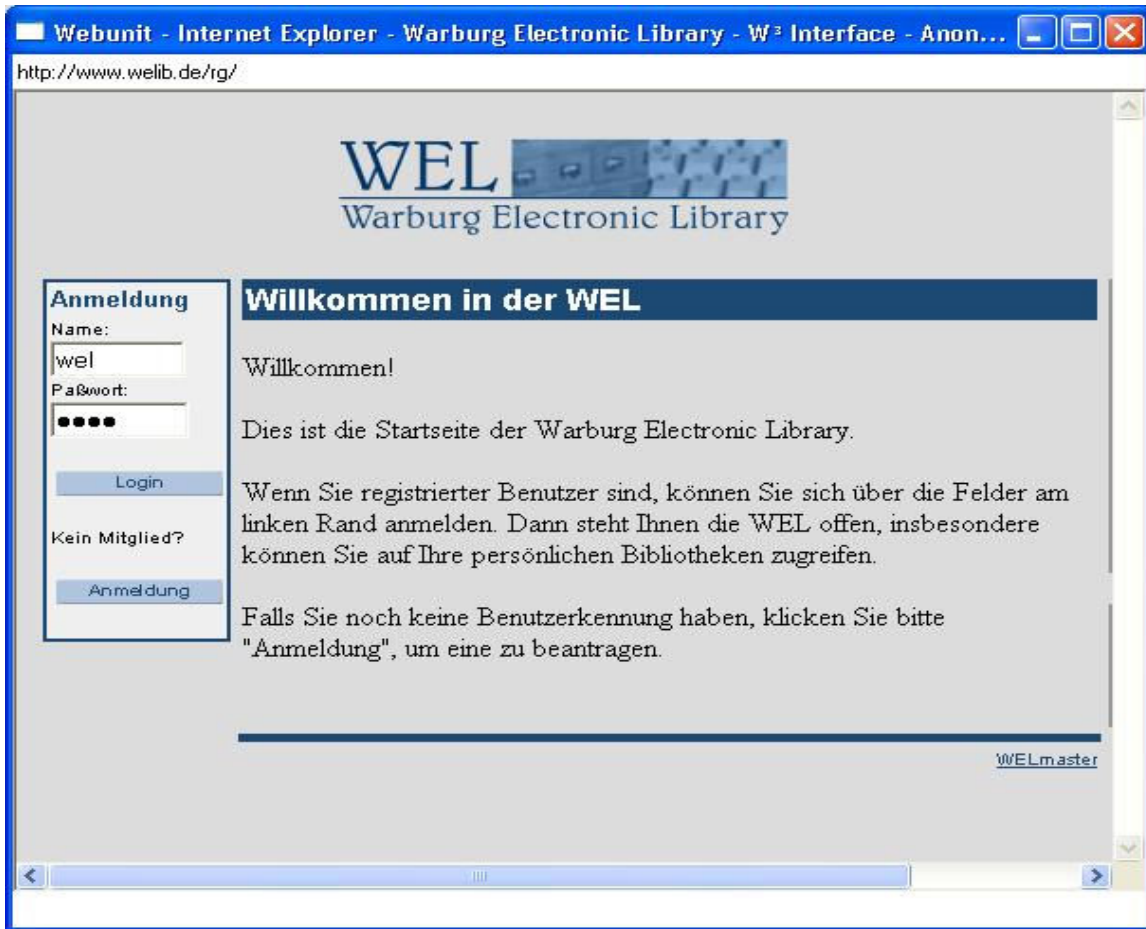 Webunit - Internet Explorer - Warburg Electronic Library - W³ Interface - Anon...
http://www.welib.de/rg/
WEL
Warburg Electronic Library
Anmeldung
Name:
wel
Paßwort:
••••
Login
Kein Mitglied?
Anmeldung
Willkommen in der WEL
Willkommen!
Dies ist die Startseite der Warburg Electronic Library.
Wenn Sie registrierter Benutzer sind, können Sie sich über die Felder am
linken Rand anmelden. Dann steht Ihnen die WEL offen, insbesondere
können Sie auf Ihre persönlichen Bibliotheken zugreifen.
Falls Sie noch keine Benutzerkennung haben, klicken Sie bitte
"Anmeldung", um eine zu beantragen.
WELmaster